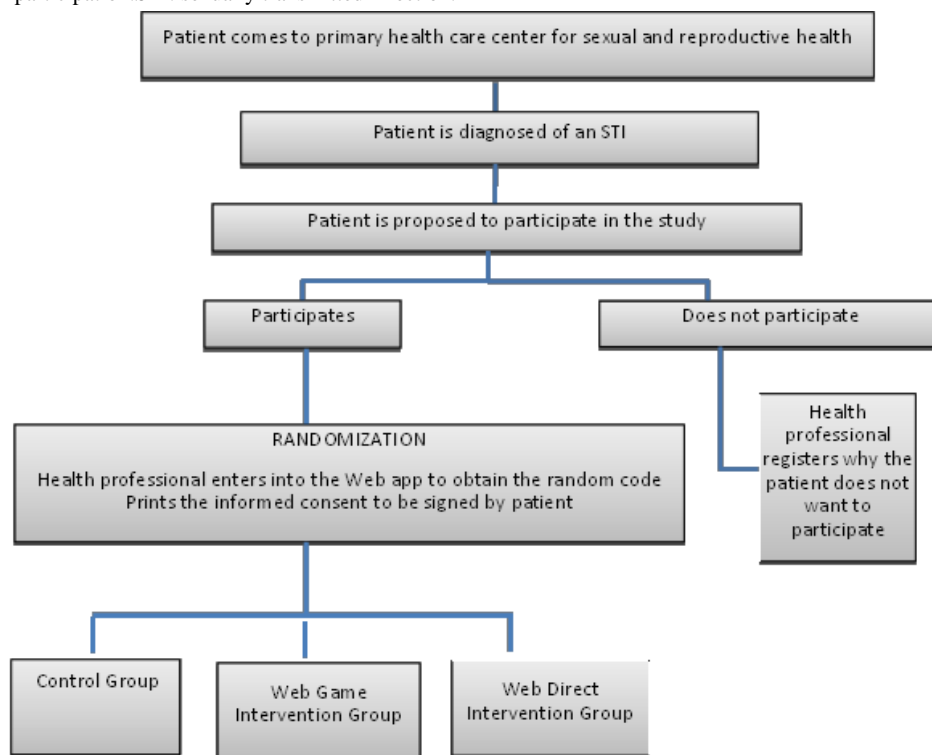 Patient comes to primary health care center for sexual and reproductive health
Patient is diagnosed of an STI
Patient is proposed to participate in the study
Participates
Does not participate
RANDOMIZATION
Health professional enters into the Web app to obtain the random code
Prints the informed consent to be signed by patient
Health
professional
registers why the
patient does not
want to
participate
Control Group
Web Game
Intervention Group
Web Direct
Intervention Group